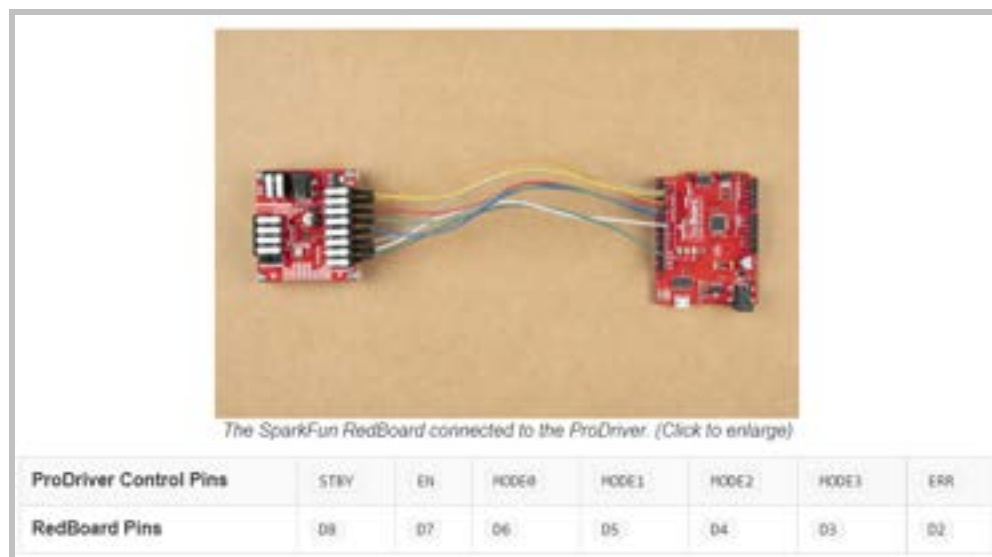 The SparkFun RedBoard connected to the ProDriver. (Click to enlarge)
ProDriver Control Pins STBY EN MODE0 MODE1 MODE2 MODE3 ERR
RedBoard Pins D8 D7 D6 D5 D4 D3 D2